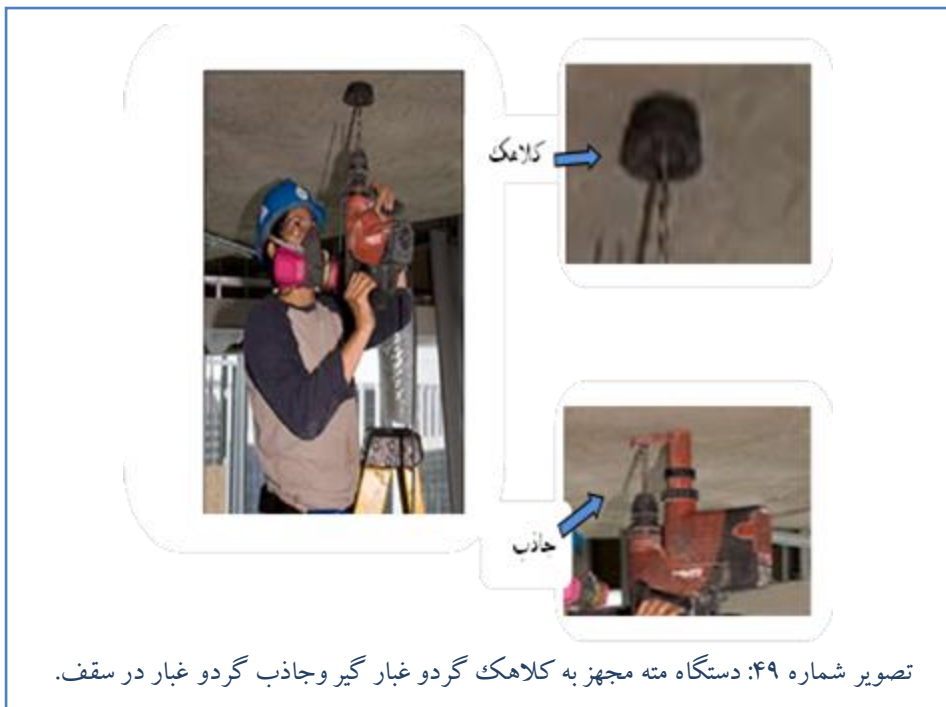 کلاهک
جاذب
تصویر شماره ۴۹: دستگاه مته مجهز به کلاهک گردو غبار گیر وجاذب گردو غبار در سقف.